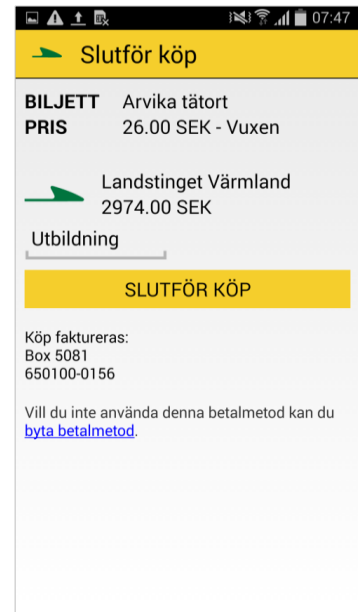 07:47
Slutför köp
BILJETT Arvika tätort
PRIS 26.00 SEK - Vuxen
Landstinget Värmland
2974.00 SEK
Utbildning
SLUTFÖR KÖP
Köp faktureras:
Box 5081
650100-0156
Vill du inte använda denna betalmetod kan du
byta betalmetod.